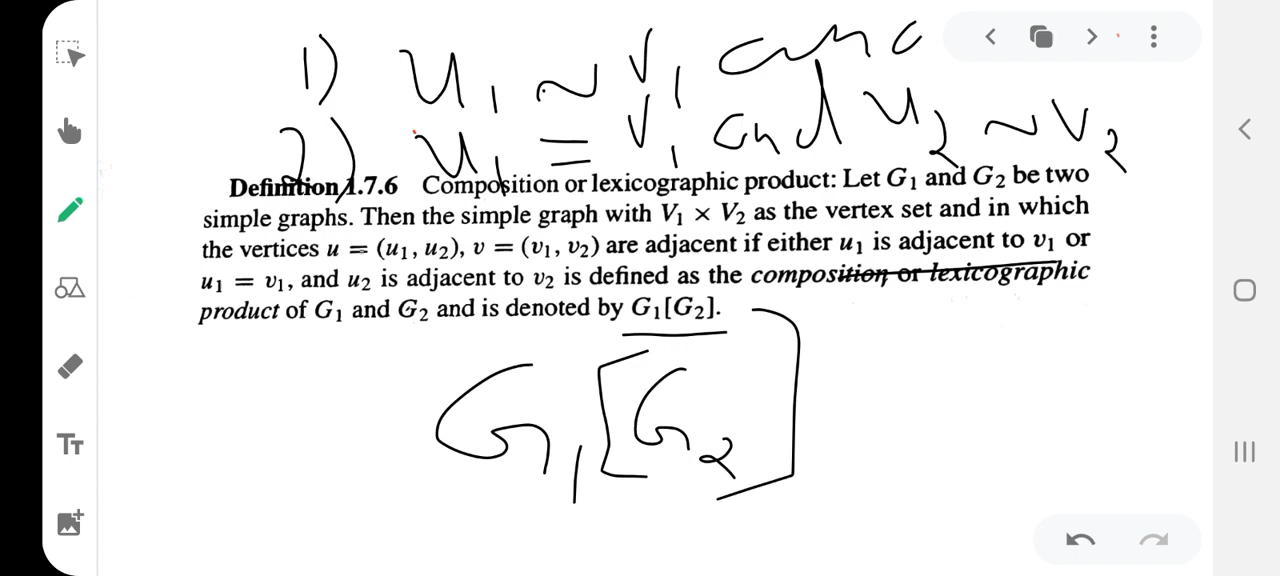 1) u₁ ~ v₁ and
2) u₁ = v₁ and u₂ ~ v₂
Definition 1.7.6 Composition or lexicographic product: Let G₁ and G₂ be two
simple graphs. Then the simple graph with V₁ × V₂ as the vertex set and in which
the vertices u = (u₁, u₂), v = (v₁, v₂) are adjacent if either u₁ is adjacent to v₁ or
u₁ = v₁, and u₂ is adjacent to v₂ is defined as the composition or lexicographic
product of G₁ and G₂ and is denoted by G₁[G₂].
G₁[G₂]
TT